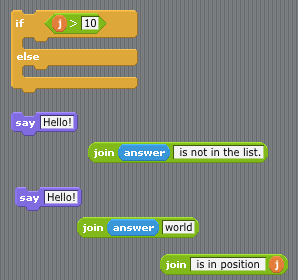 if j > 10
else
say Hello!
join answer is not in the list.
say Hello!
join answer world
join is in position j